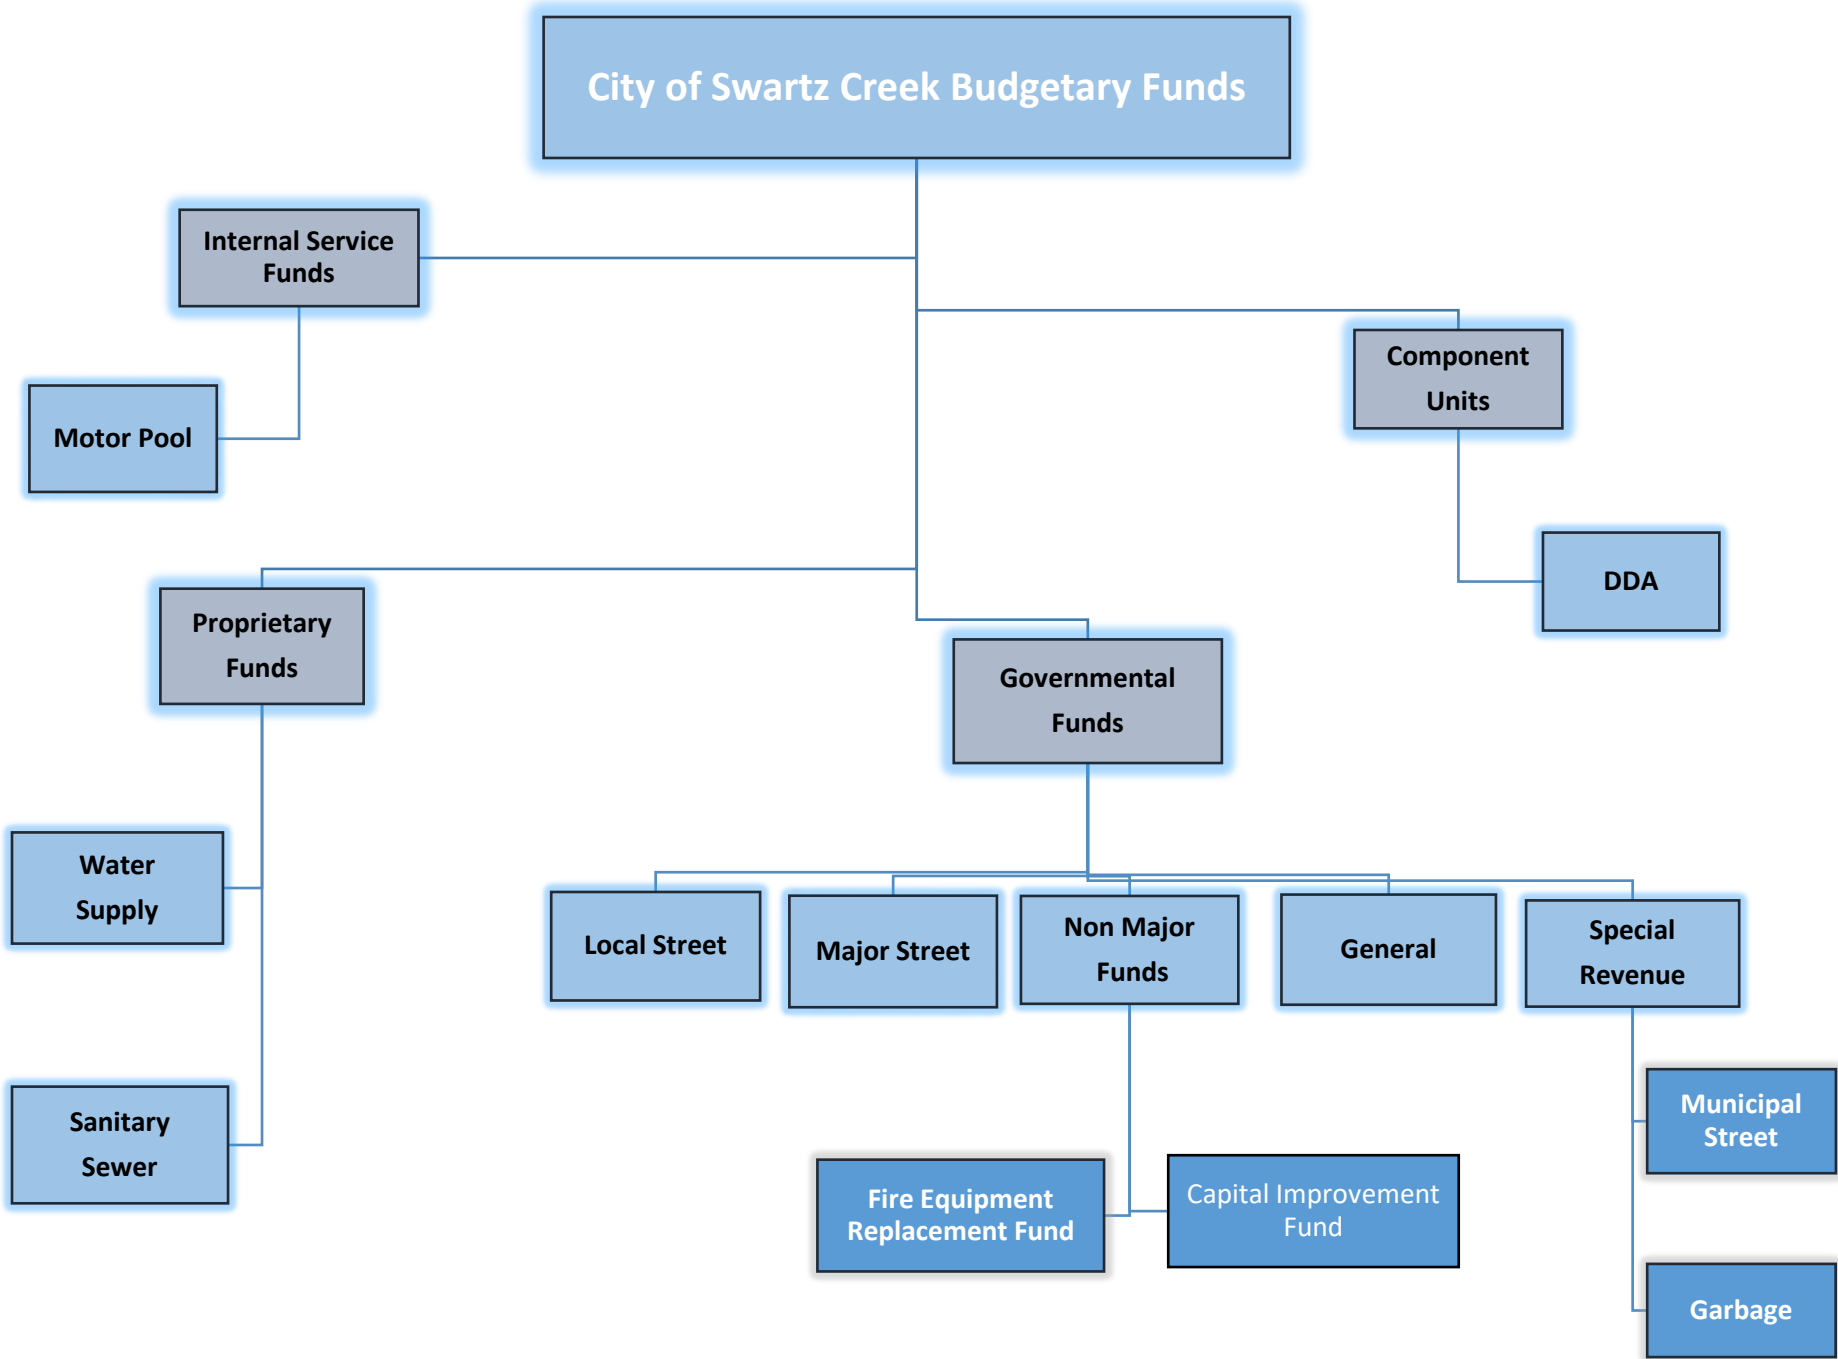 City of Swartz Creek Budgetary Funds
Internal Service
Funds
Component
Units
Motor Pool
DDA
Proprietary
Funds
Governmental
Funds
Water
Supply
Local Street
Major Street
Non Major
Funds
General
Special
Revenue
Sanitary
Sewer
Municipal
Street
Fire Equipment
Replacement Fund
Capital Improvement
Fund
Garbage